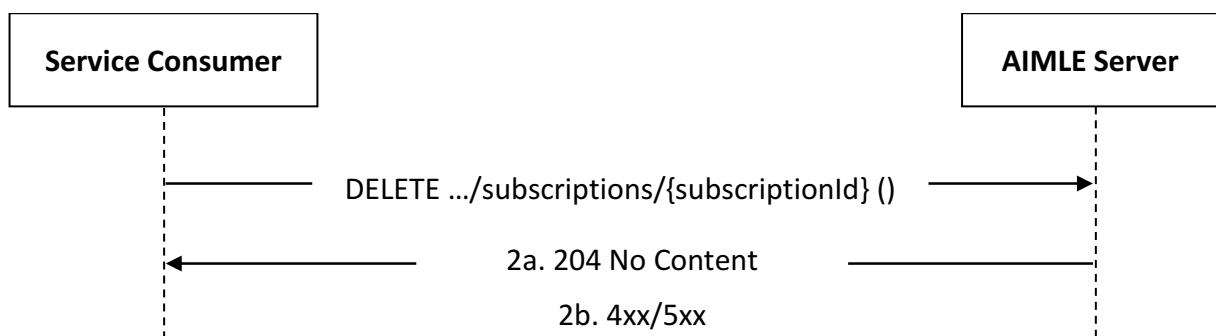 Service Consumer
AIMLE Server
DELETE .../subscriptions/{subscriptionId} ()
2a. 204 No Content
2b. 4xx/5xx